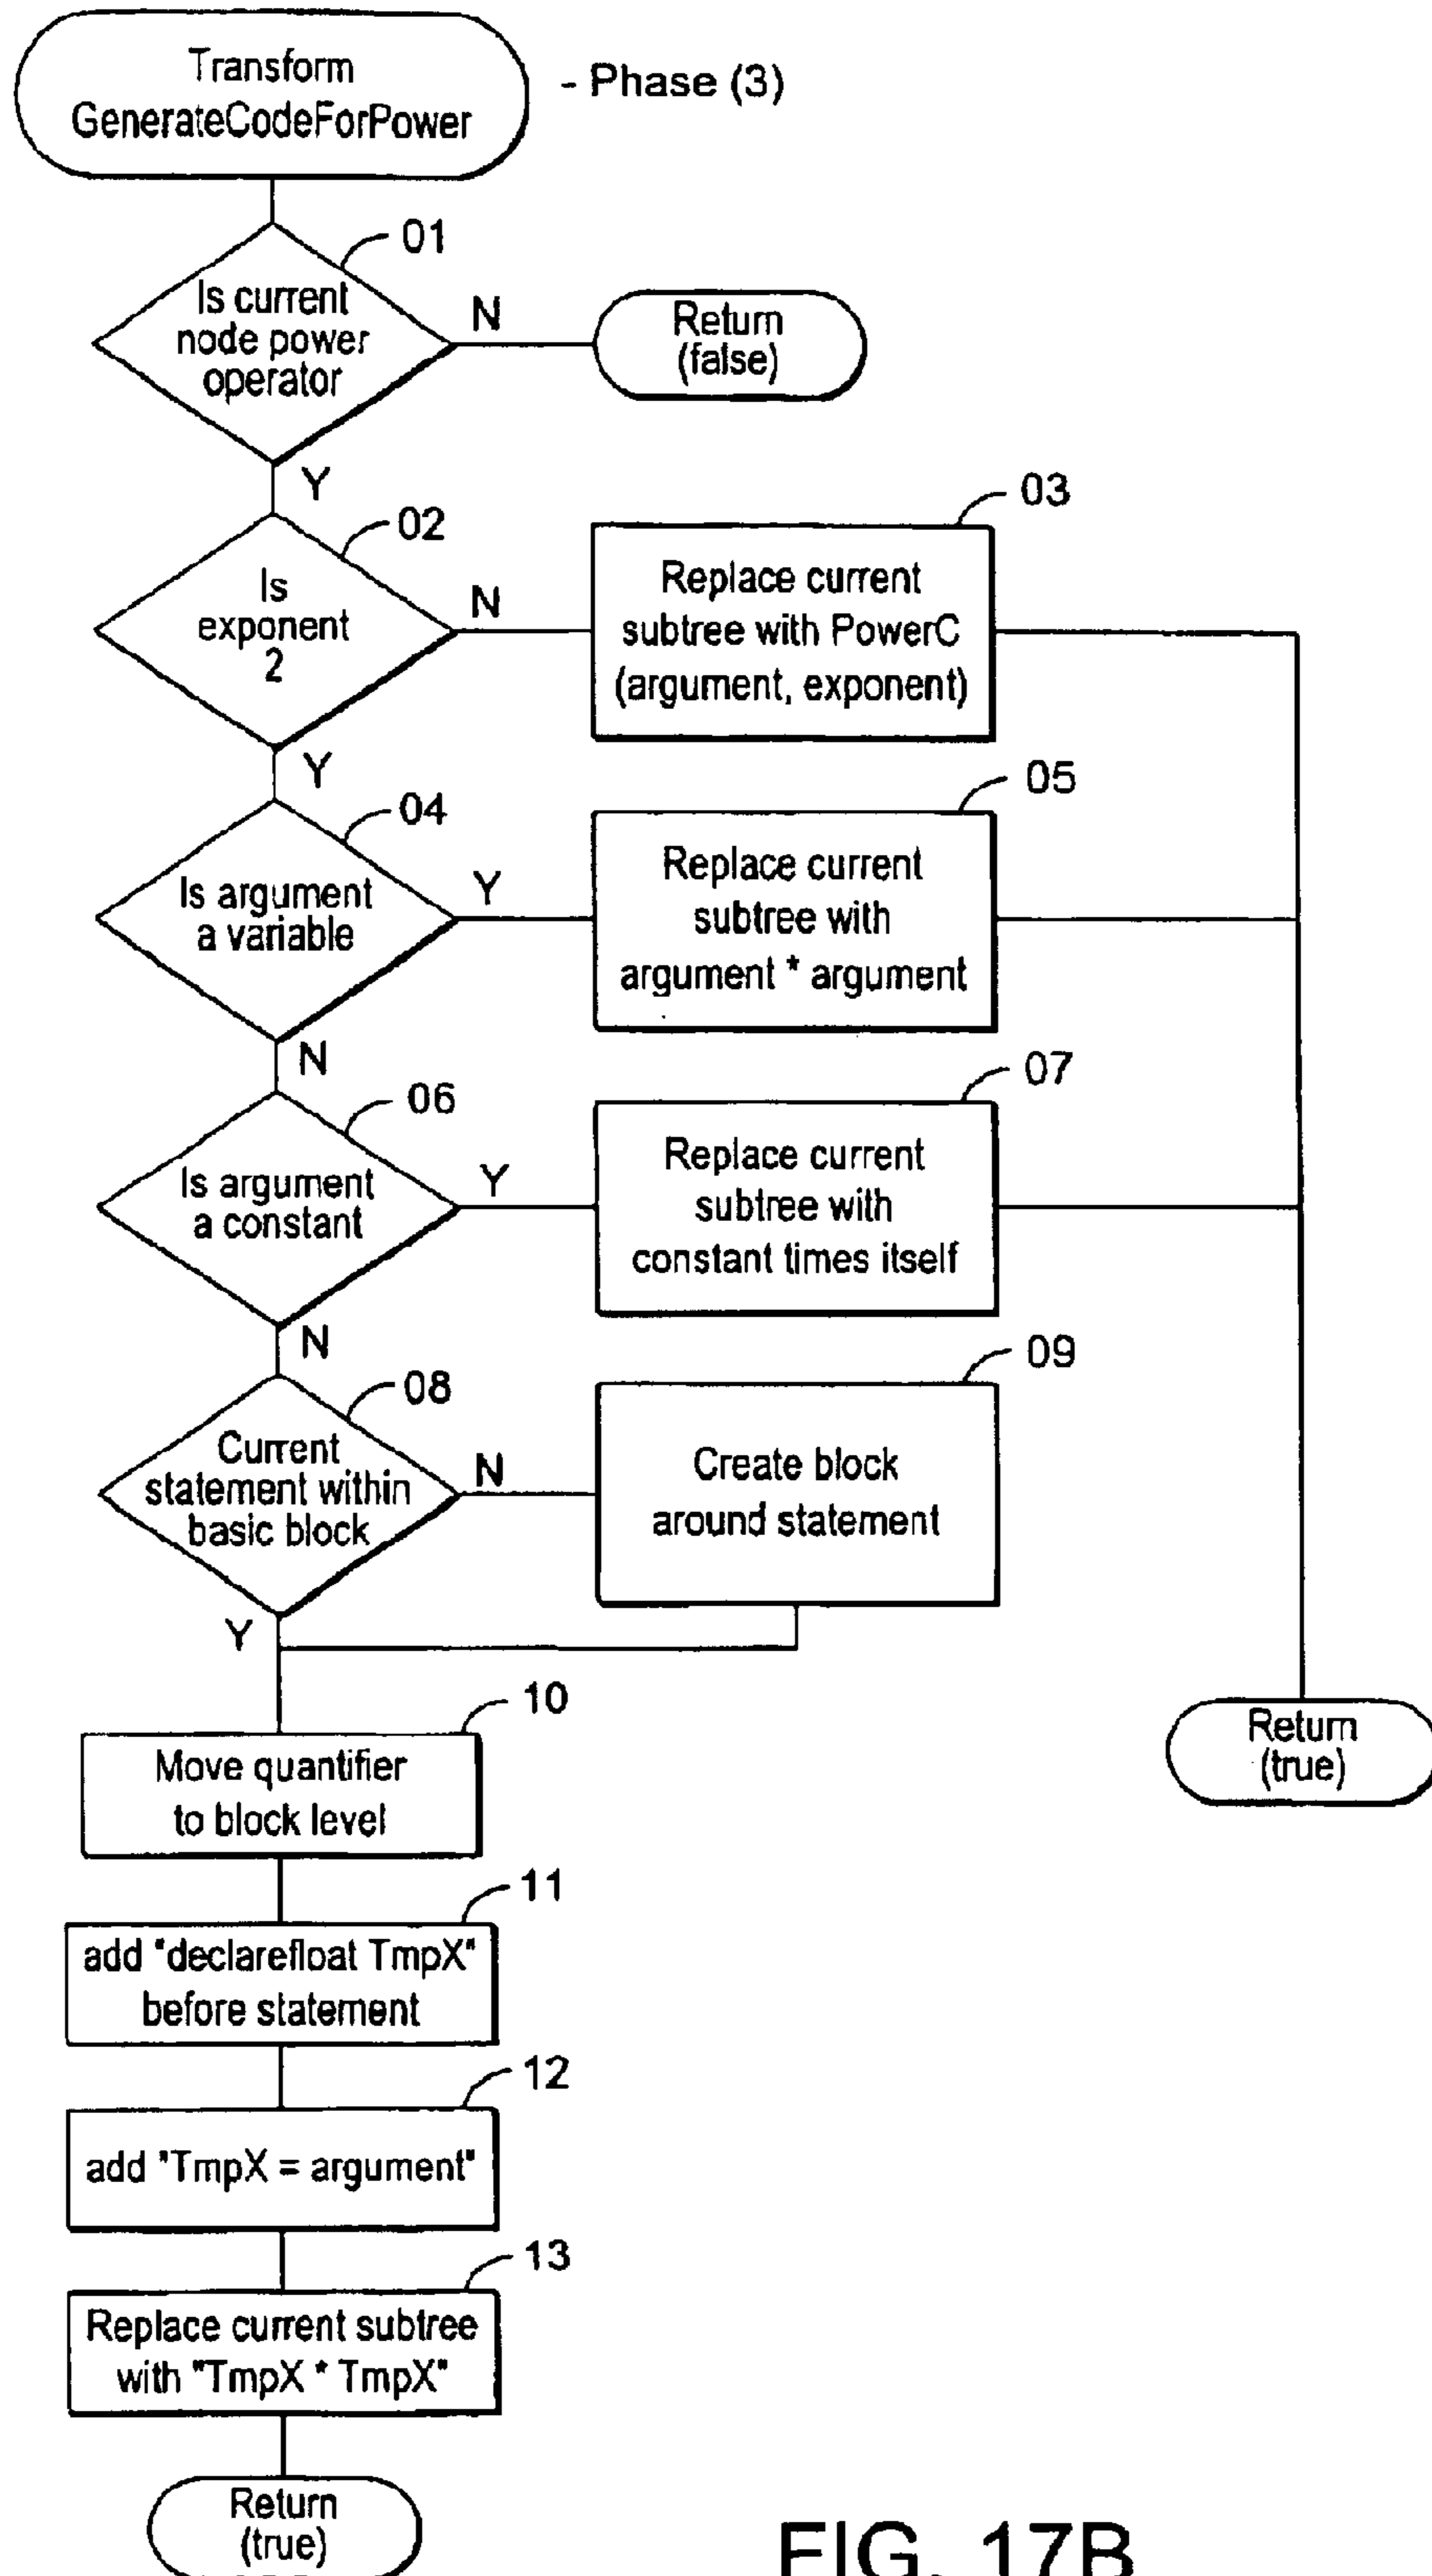 Transform
GenerateCodeForPower
- Phase (3)
01
Is current
node power
operator
N
Return
(false)
Y
02
Is
exponent
2
N
03
Replace current
subtree with PowerC
(argument, exponent)
Y
04
Is argument
a variable
Y
05
Replace current
subtree with
argument * argument
N
06
Is argument
a constant
Y
07
Replace current
subtree with
constant times itself
N
08
Current
statement within
basic block
N
09
Create block
around statement
Y
10
Move quantifier
to block level
Return
(true)
11
add "declarefloat TmpX"
before statement
12
add "TmpX = argument"
13
Replace current subtree
with "TmpX * TmpX"
Return
(true)
FIG. 17B